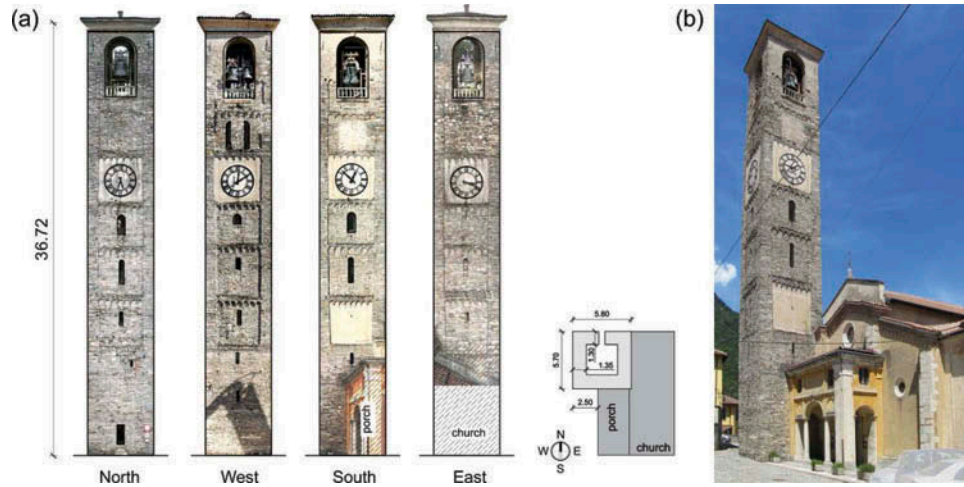 (a)
36.72
North
West
South
East
porch
church
5.80
5.70
1.30
1.35
2.50
porch
church
N
W E
S
(b)